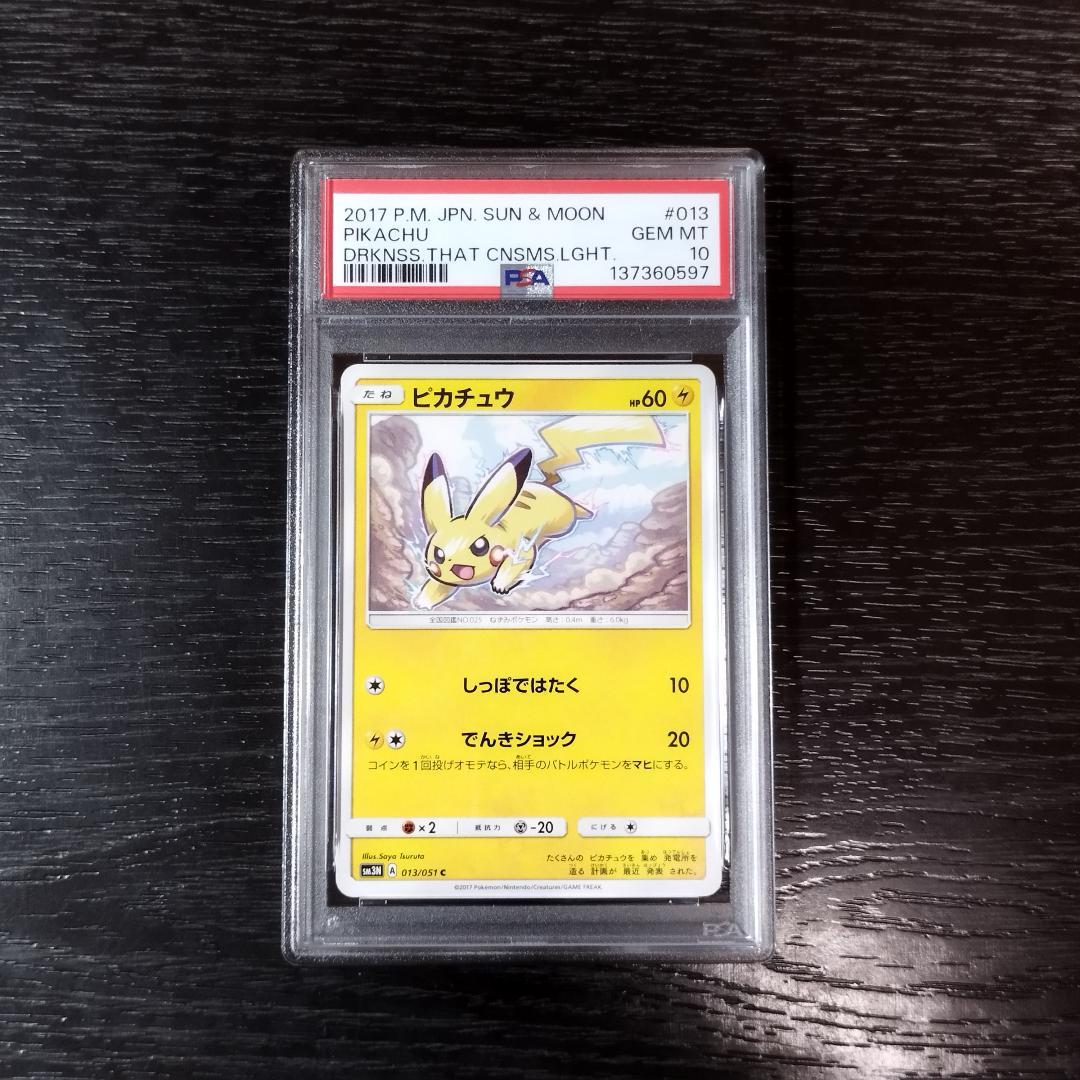 2017 P.M. JPN. SUN & MOON #013
PIKACHU GEM MT
DRKNSS.THAT CNSMS.LGHT. 10
PSA 137360597
たね ピカチュウ HP60
全国図鑑NO.025 ねずみポケモン 高さ:0.4m 重さ:6.0kg
しっぽではたく 10
でんきショック 20
コインを1回投げオモテなら、相手のバトルポケモンをマヒにする。
弱点 ×2 抵抗力 -20 にげる
Illus.Saya Tsuruta
たくさんの ピカチュウを 集め 発電所を
造る 計画が 最近 発表 された。
SM3N A 013/051 C
©2017 Pokémon/Nintendo/Creatures/GAME FREAK.
PSA